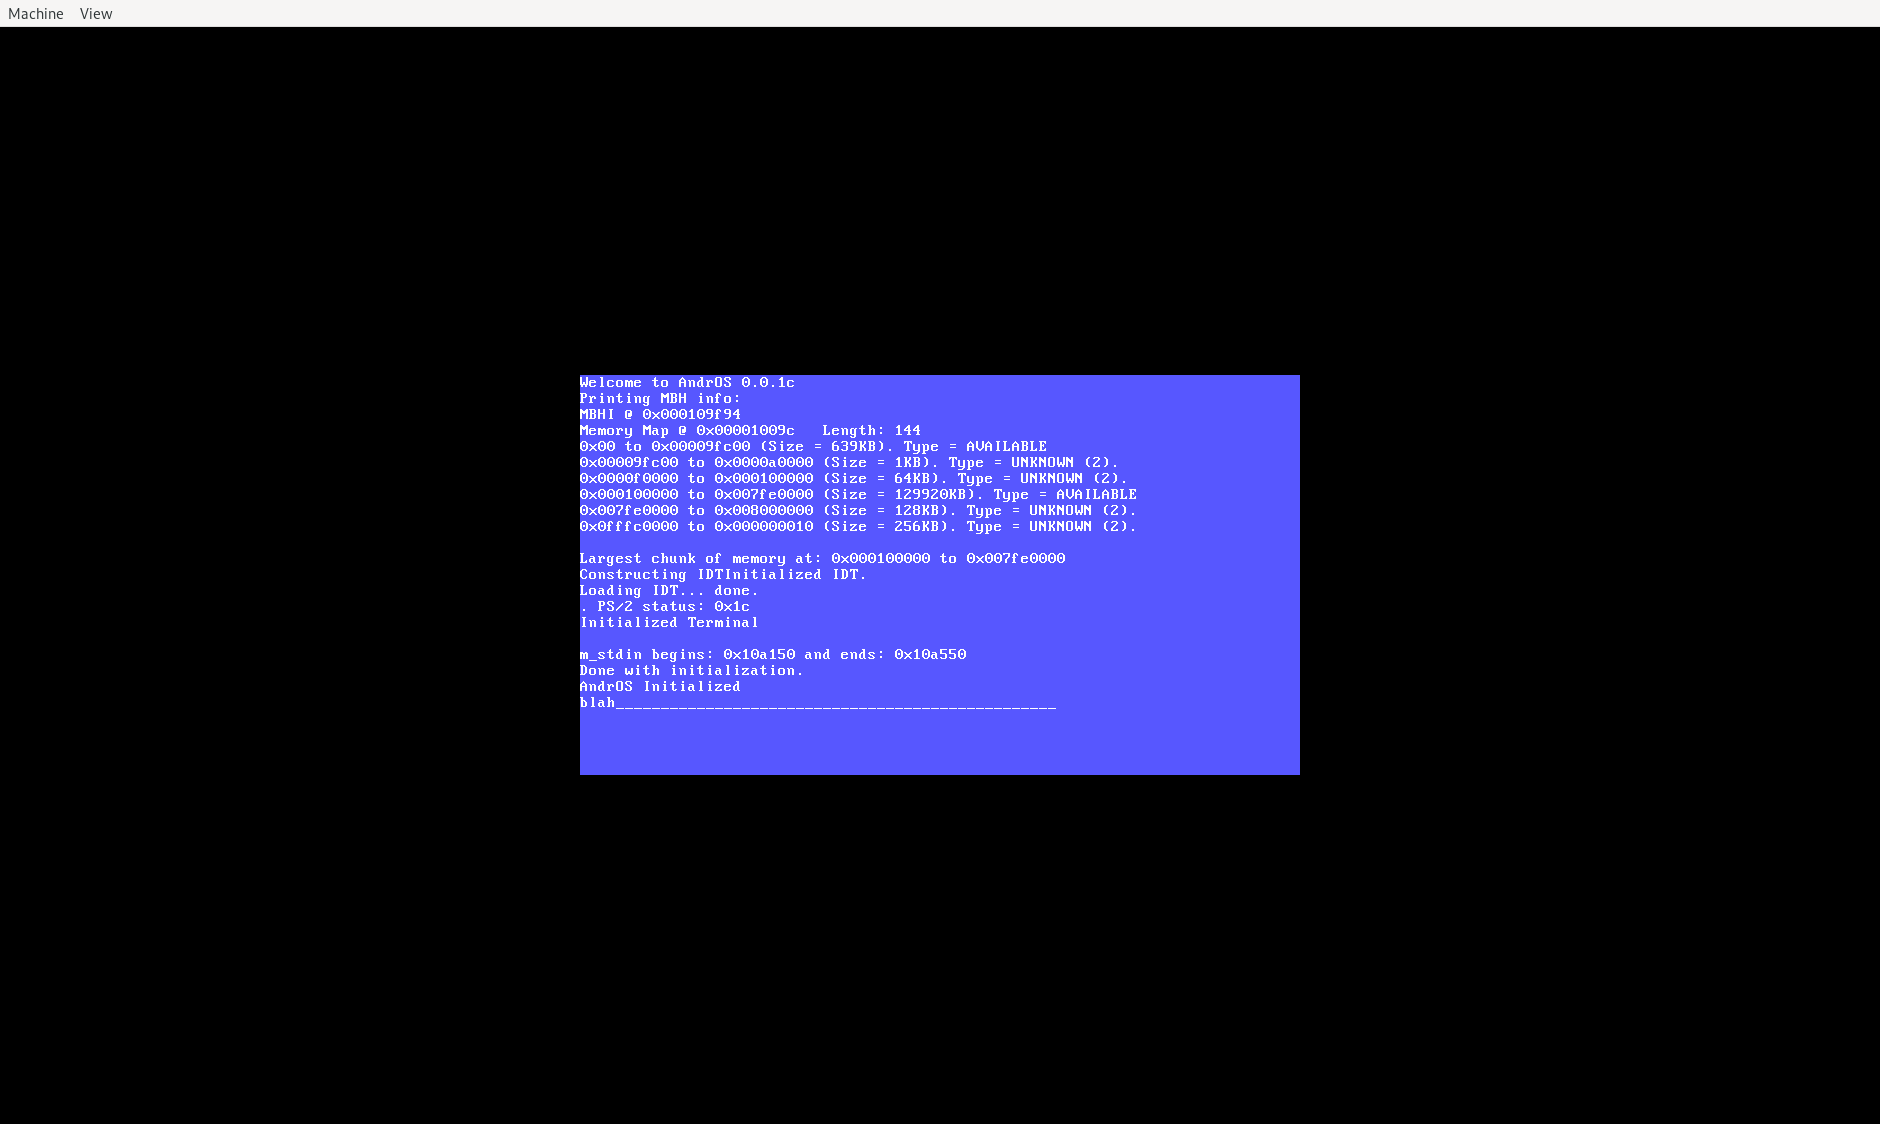 Machine View
Welcome to AndrOS 0.0.1c
Printing MBH info:
MBHI @ 0x000109f94
Memory Map @ 0x00001009c   Length: 144
0x00 to 0x00009fc00 (Size = 639KB). Type = AVAILABLE
0x00009fc00 to 0x0000a0000 (Size = 1KB). Type = UNKNOWN (2).
0x0000f0000 to 0x000100000 (Size = 64KB). Type = UNKNOWN (2).
0x000100000 to 0x007fe0000 (Size = 129920KB). Type = AVAILABLE
0x007fe0000 to 0x008000000 (Size = 128KB). Type = UNKNOWN (2).
0x0fffc0000 to 0x000000010 (Size = 256KB). Type = UNKNOWN (2).
Largest chunk of memory at: 0x000100000 to 0x007fe0000
Constructing IDTInitialized IDT.
Loading IDT... done.
. PS/2 status: 0x1c
Initialized Terminal
m_stdin begins: 0x10a150 and ends: 0x10a550
Done with initialization.
AndrOS Initialized
blah_________________________________________________